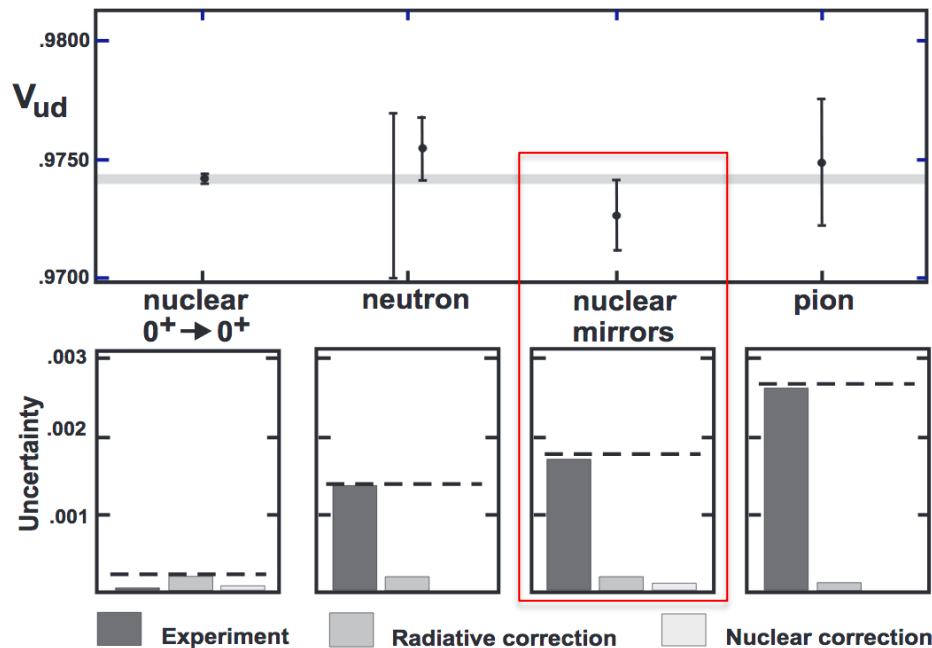 .9800
V_ud
.9750
.9700
nuclear
0⁺→0⁺
neutron
nuclear
mirrors
pion
Uncertainty
.003
.002
.001
Experiment
Radiative correction
Nuclear correction